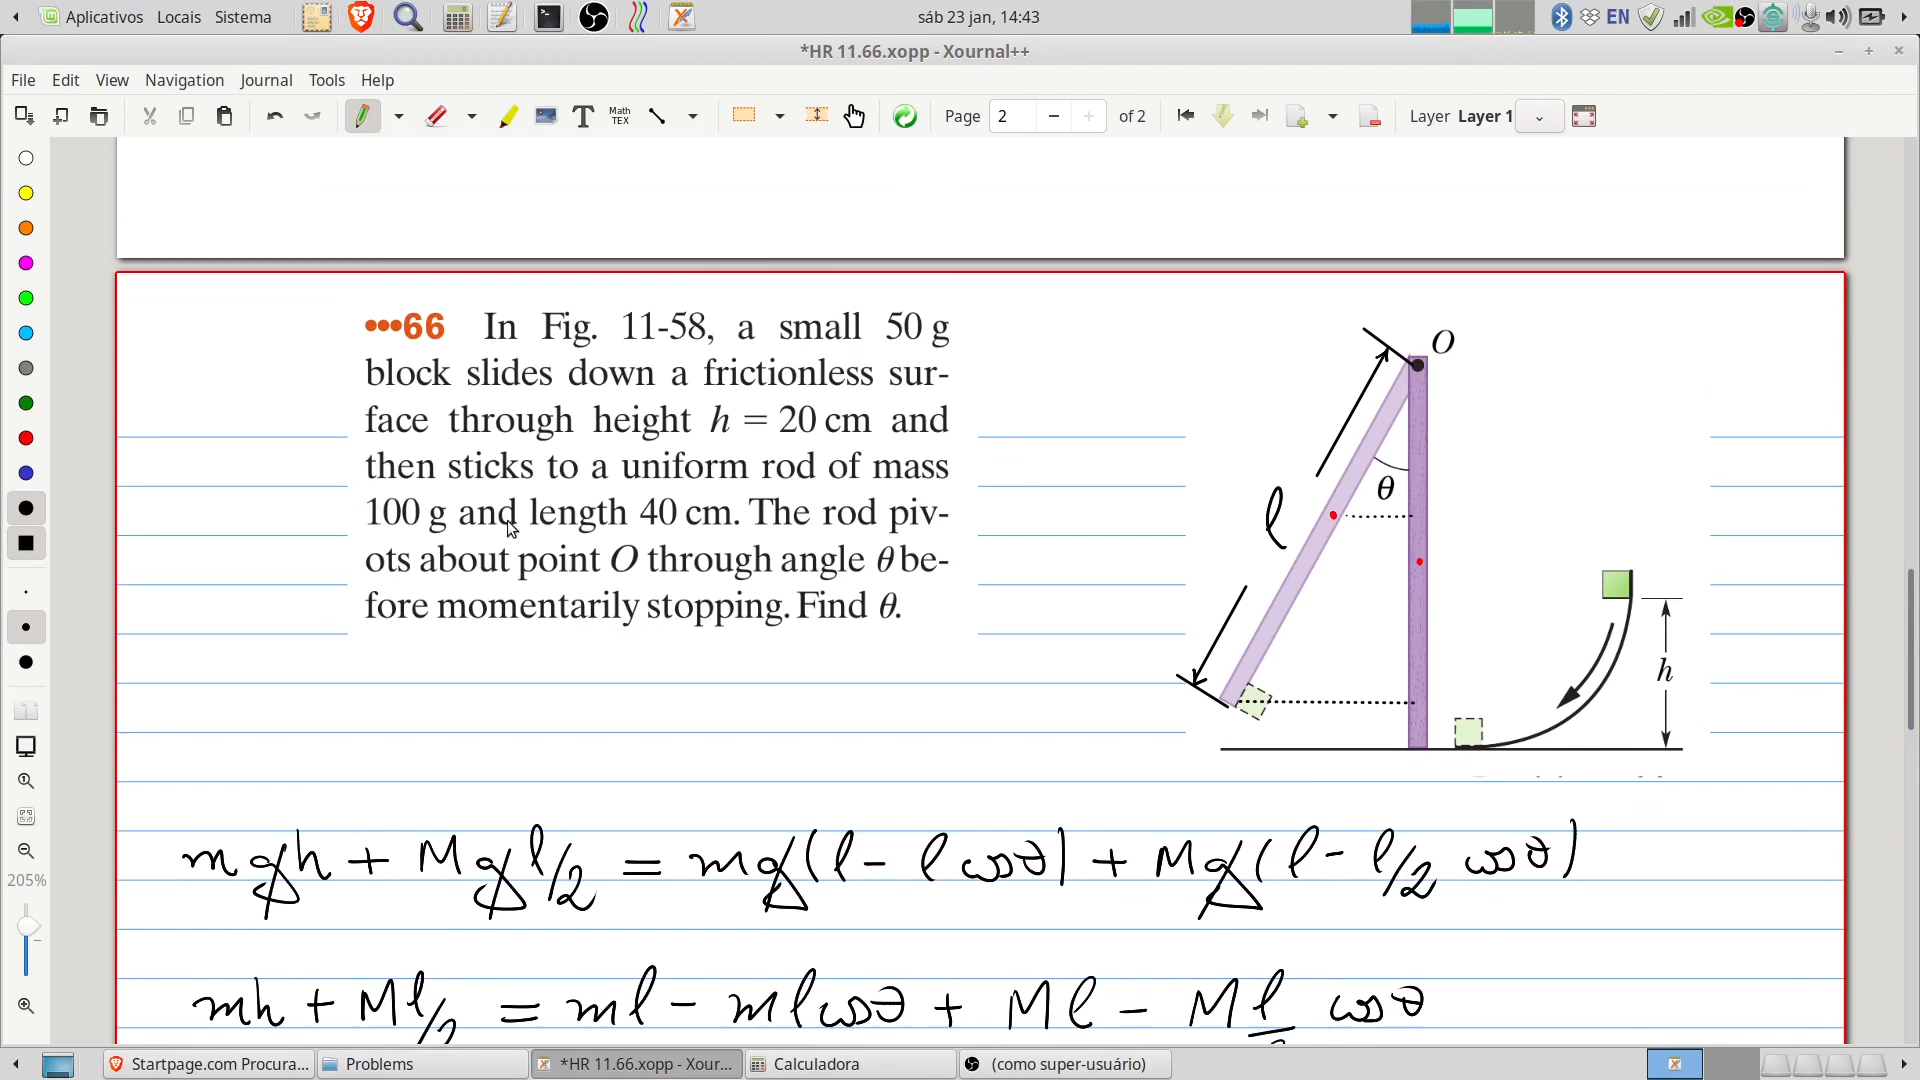 Aplicativos Locais Sistema sáb 23 jan, 14:43 EN
*HR 11.66.xopp - Xournal++
File Edit View Navigation Journal Tools Help
Math TEX Page 2 of 2 Layer Layer 1
•••66 In Fig. 11-58, a small 50 g
block slides down a frictionless sur-
face through height h = 20 cm and
then sticks to a uniform rod of mass
100 g and length 40 cm. The rod piv-
ots about point O through angle θ be-
fore momentarily stopping. Find θ.
O
θ
l
h
205%
mgh + Mg l/2 = mg(l - l cosθ) + Mg(l - l/2 cosθ)
mh + Ml/2 = ml - ml cosθ + Ml - Ml cosθ
Startpage.com Procura... Problems *HR 11.66.xopp - Xour... Calculadora (como super-usuário)